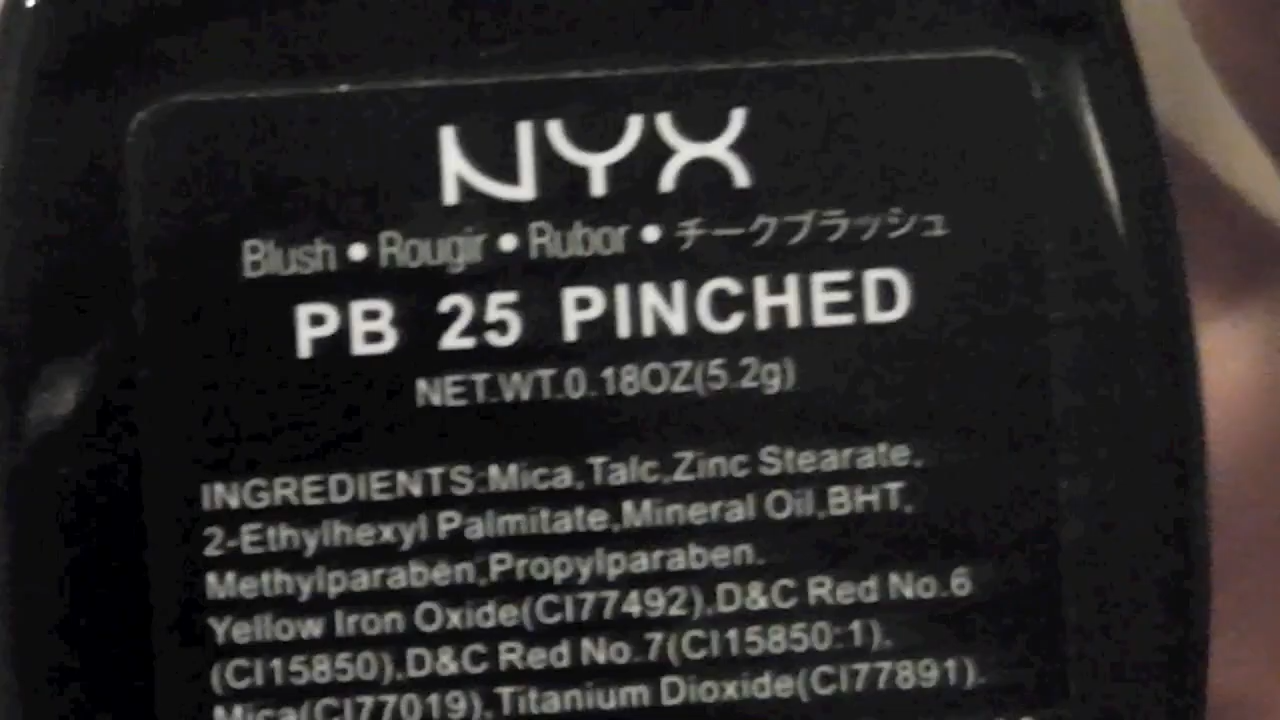 NYX
Blush • Rougir • Rubor • チークブラッシュ
PB 25 PINCHED
NET.WT.0.18OZ(5.2g)
INGREDIENTS:Mica,Talc,Zinc Stearate,
2-Ethylhexyl Palmitate,Mineral Oil,BHT,
Methylparaben,Propylparaben.
Yellow Iron Oxide(CI77492),D&C Red No.6
(CI15850),D&C Red No.7(CI15850:1),
Mica(CI77019),Titanium Dioxide(CI77891).